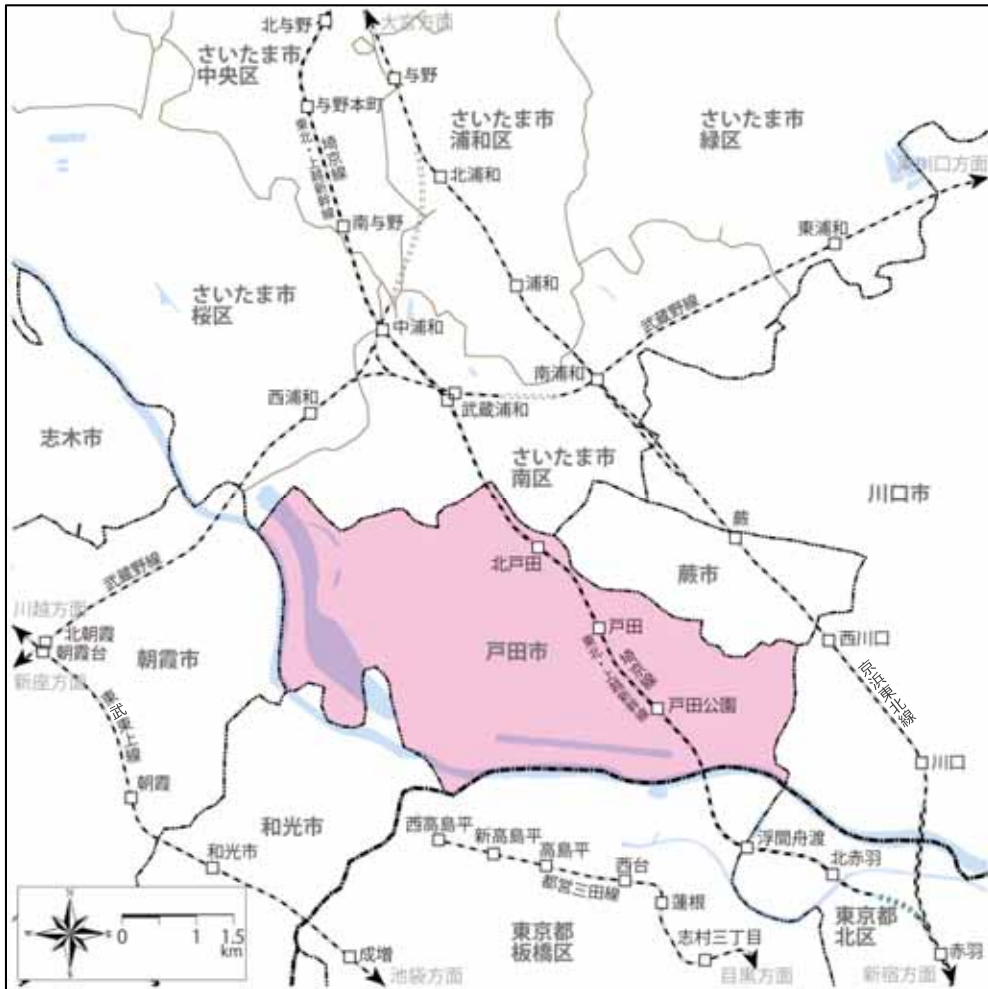 北与野
大宮方面
さいたま市
中央区
与野
与野本町
さいたま市
浦和区
さいたま市
緑区
埼京線
東北・上越新幹線
北浦和
東川口方面
南与野
東浦和
さいたま市
桜区
浦和
武蔵野線
中浦和
南浦和
西浦和
武蔵浦和
志木市
さいたま市
南区
川口市
蕨
北戸田
蕨市
武蔵野線
川越方面
北朝霞
朝霞台
新座方面
朝霞市
戸田市
戸田
西川口
埼京線
東北・上越新幹線
戸田公園
京浜東北線
東武東上線
川口
朝霞
和光市
和光市
西高島平
新高島平
高島平
西台
都営三田線
浮間舟渡
北赤羽
蓮根
東京都
板橋区
志村三丁目
東京都
北区
成増
池袋方面
目黒方面
新宿方面
赤羽
N
W
E
S
0
1
1.5
km